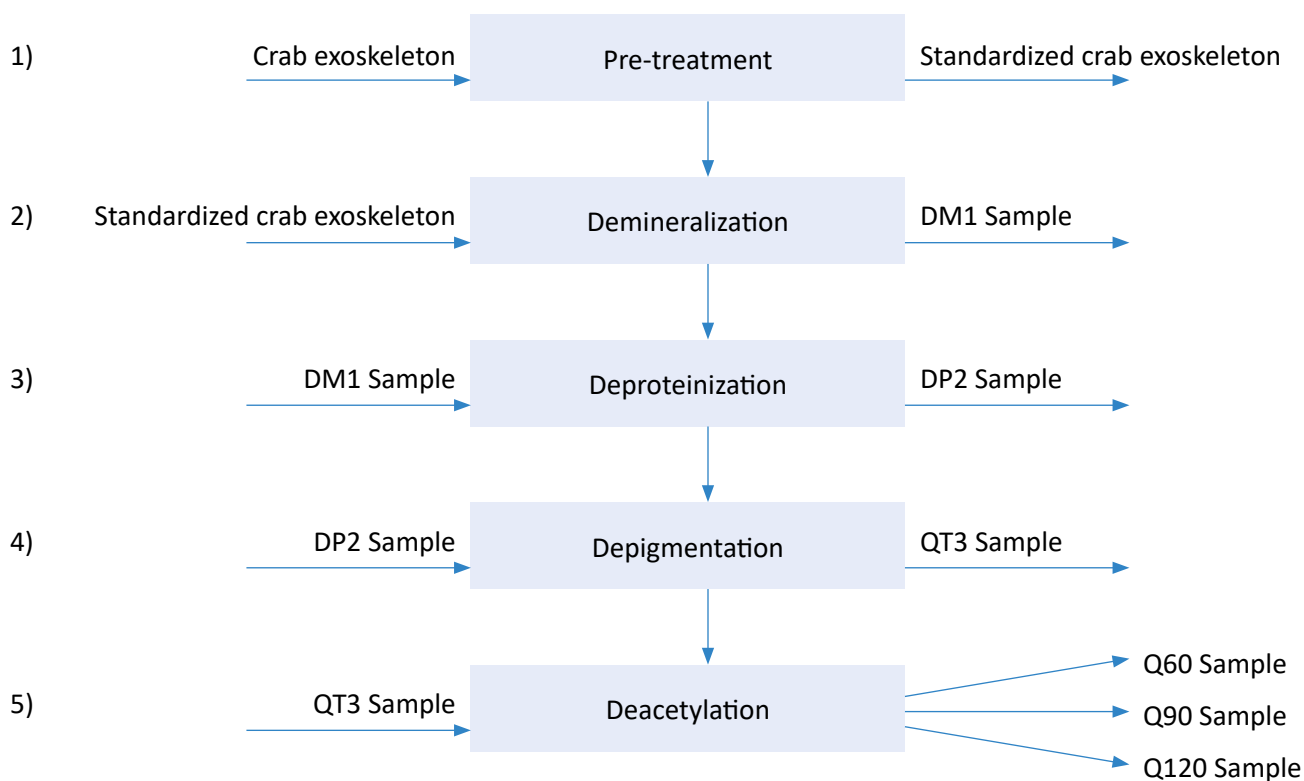 1)
Crab exoskeleton
Pre-treatment
Standardized crab exoskeleton
2)
Standardized crab exoskeleton
Demineralization
DM1 Sample
3)
DM1 Sample
Deproteinization
DP2 Sample
4)
DP2 Sample
Depigmentation
QT3 Sample
5)
QT3 Sample
Deacetylation
Q60 Sample
Q90 Sample
Q120 Sample